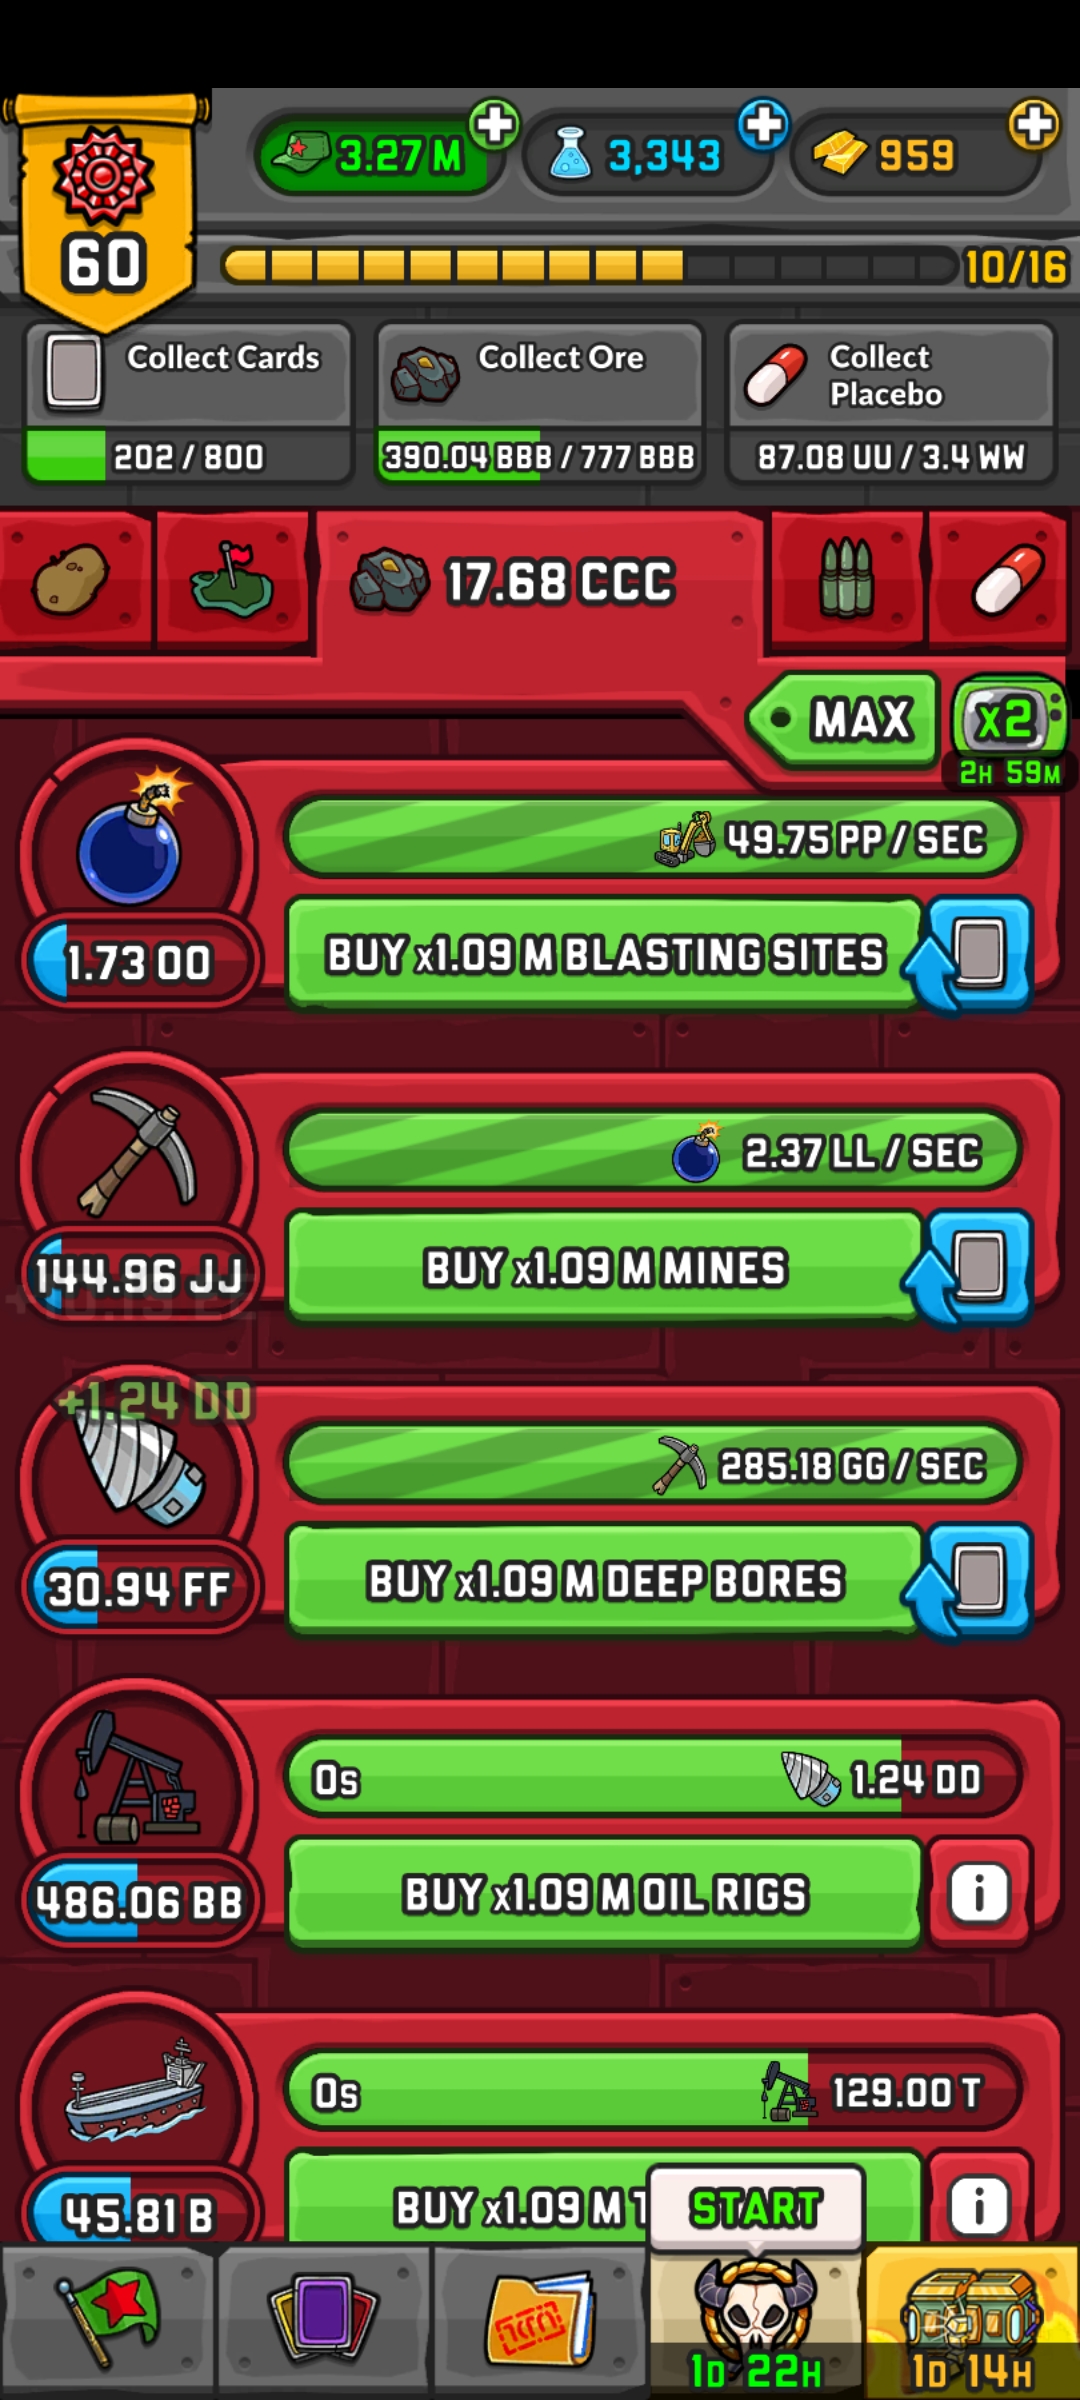 3.27 M
3,343
959
60
10/16
Collect Cards
202 / 800
Collect Ore
390.04 BBB / 777 BBB
Collect
Placebo
87.08 UU / 3.4 WW
17.68 CCC
MAX
x2
2H 59M
49.75 PP / SEC
BUY x1.09 M BLASTING SITES
1.73 OO
2.37 LL / SEC
BUY x1.09 M MINES
144.96 JJ
+1.24 DD
285.18 GG / SEC
BUY x1.09 M DEEP BORES
30.94 FF
0s
1.24 DD
BUY x1.09 M OIL RIGS
486.06 BB
i
0s
129.00 T
BUY x1.09 M T
45.81 B
i
START
1D 22H
1D 14H